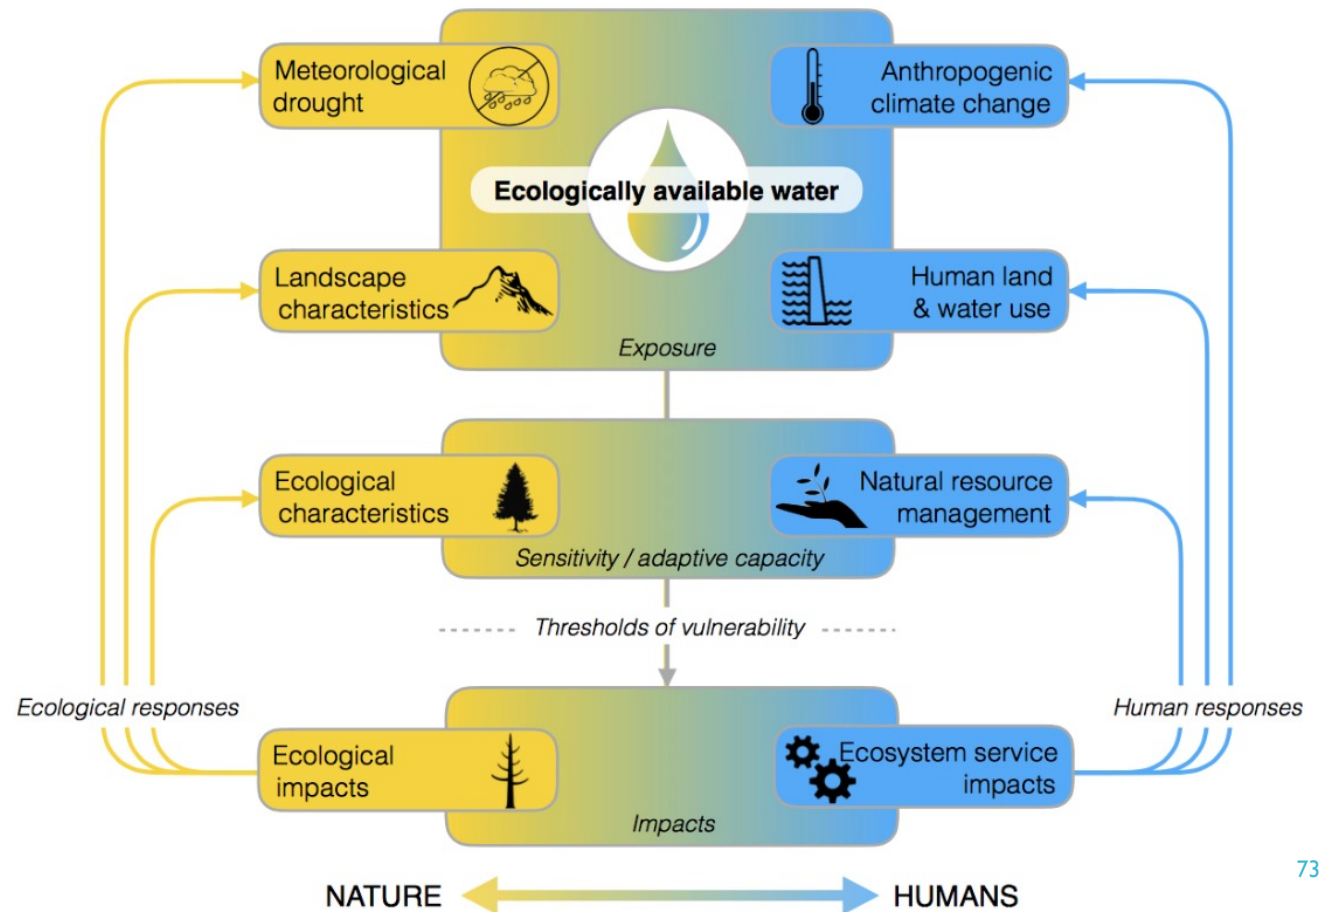 Meteorological
drought
Anthropogenic
climate change
Ecologically available water
Landscape
characteristics
Human land
& water use
Exposure
Ecological
characteristics
Natural resource
management
Sensitivity / adaptive capacity
Thresholds of vulnerability
Ecological responses
Human responses
Ecological
impacts
Ecosystem service
impacts
Impacts
73
NATURE
HUMANS